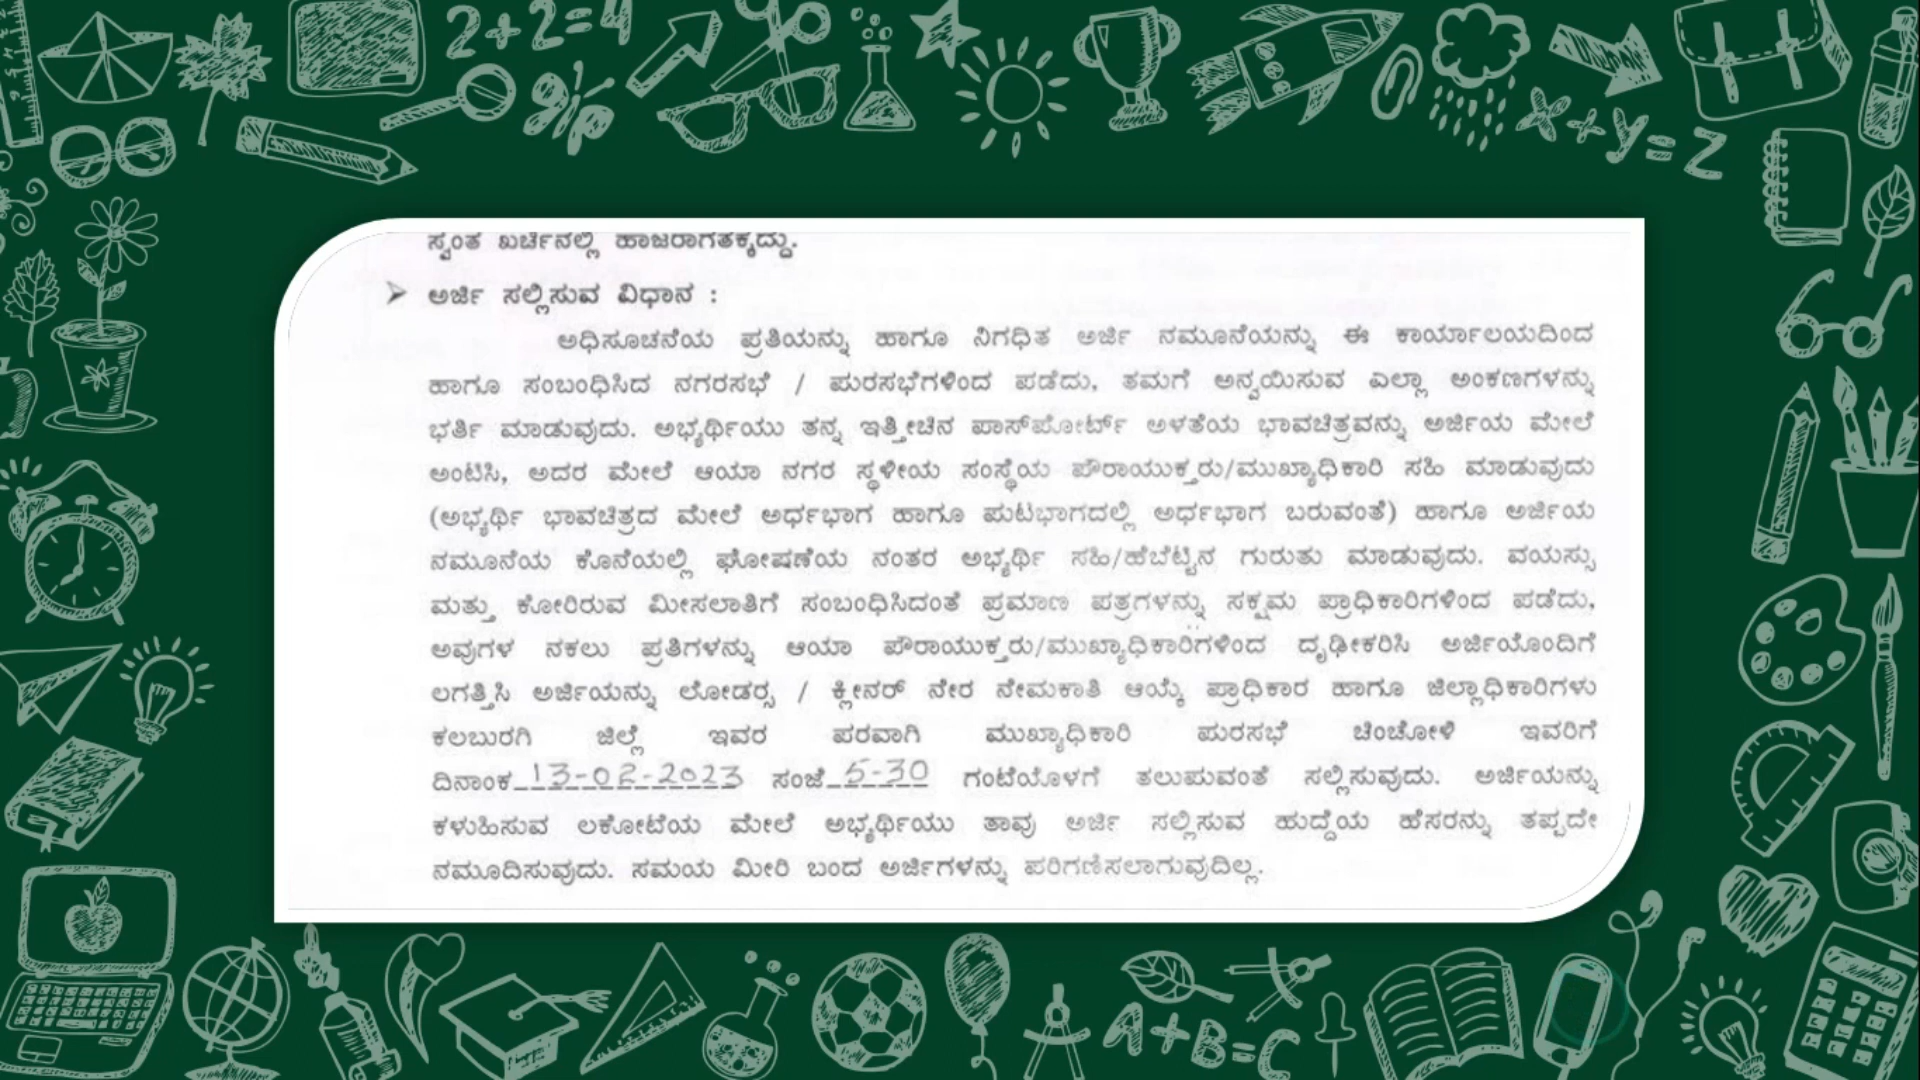 2+2=4
x+y=z
ಸ್ವಂತ ಖರ್ಚಿನಲ್ಲಿ ಹಾಜರಾಗತಕ್ಕದ್ದು.
➢ ಅರ್ಜಿ ಸಲ್ಲಿಸುವ ವಿಧಾನ :
ಅಧಿಸೂಚನೆಯ ಪ್ರತಿಯನ್ನು ಹಾಗೂ ನಿಗಧಿತ ಅರ್ಜಿ ನಮೂನೆಯನ್ನು ಈ ಕಾರ್ಯಾಲಯದಿಂದ
ಹಾಗೂ ಸಂಬಂಧಿಸಿದ ನಗರಸಭೆ / ಪುರಸಭೆಗಳಿಂದ ಪಡೆದು, ತಮಗೆ ಅನ್ವಯಿಸುವ ಎಲ್ಲಾ ಅಂಕಣಗಳನ್ನು
ಭರ್ತಿ ಮಾಡುವುದು. ಅಭ್ಯರ್ಥಿಯು ತನ್ನ ಇತ್ತೀಚಿನ ಪಾಸ್‌ಪೋರ್ಟ್ ಅಳತೆಯ ಭಾವಚಿತ್ರವನ್ನು ಅರ್ಜಿಯ ಮೇಲೆ
ಅಂಟಿಸಿ, ಅದರ ಮೇಲೆ ಆಯಾ ನಗರ ಸ್ಥಳೀಯ ಸಂಸ್ಥೆಯ ಪೌರಾಯುಕ್ತರು/ಮುಖ್ಯಾಧಿಕಾರಿ ಸಹಿ ಮಾಡುವುದು
(ಅಭ್ಯರ್ಥಿ ಭಾವಚಿತ್ರದ ಮೇಲೆ ಅರ್ಧಭಾಗ ಹಾಗೂ ಪುಟಭಾಗದಲ್ಲಿ ಅರ್ಧಭಾಗ ಬರುವಂತೆ) ಹಾಗೂ ಅರ್ಜಿಯ
ನಮೂನೆಯ ಕೊನೆಯಲ್ಲಿ ಘೋಷಣೆಯ ನಂತರ ಅಭ್ಯರ್ಥಿ ಸಹಿ/ಹೆಬೆಟ್ಟಿನ ಗುರುತು ಮಾಡುವುದು. ವಯಸ್ಸು
ಮತ್ತು ಕೋರಿರುವ ಮೀಸಲಾತಿಗೆ ಸಂಬಂಧಿಸಿದಂತೆ ಪ್ರಮಾಣ ಪತ್ರಗಳನ್ನು ಸಕ್ಷಮ ಪ್ರಾಧಿಕಾರಿಗಳಿಂದ ಪಡೆದು,
ಅವುಗಳ ನಕಲು ಪ್ರತಿಗಳನ್ನು ಆಯಾ ಪೌರಾಯುಕ್ತರು/ಮುಖ್ಯಾಧಿಕಾರಿಗಳಿಂದ ದೃಢೀಕರಿಸಿ ಅರ್ಜಿಯೊಂದಿಗೆ
ಲಗತ್ತಿಸಿ ಅರ್ಜಿಯನ್ನು ಲೋಡರ‍್ಸ / ಕ್ಲೀನರ್ ನೇರ ನೇಮಕಾತಿ ಆಯ್ಕೆ ಪ್ರಾಧಿಕಾರ ಹಾಗೂ ಜಿಲ್ಲಾಧಿಕಾರಿಗಳು
ಕಲಬುರಗಿ ಜಿಲ್ಲೆ ಇವರ ಪರವಾಗಿ ಮುಖ್ಯಾಧಿಕಾರಿ ಪುರಸಭೆ ಚಿಂಚೋಳಿ ಇವರಿಗೆ
ದಿನಾಂಕ 13-02-2023 ಸಂಜೆ 5-30 ಗಂಟೆಯೊಳಗೆ ತಲುಪುವಂತೆ ಸಲ್ಲಿಸುವುದು. ಅರ್ಜಿಯನ್ನು
ಕಳುಹಿಸುವ ಲಕೋಟೆಯ ಮೇಲೆ ಅಭ್ಯರ್ಥಿಯು ತಾವು ಅರ್ಜಿ ಸಲ್ಲಿಸುವ ಹುದ್ದೆಯ ಹೆಸರನ್ನು ತಪ್ಪದೇ
ನಮೂದಿಸುವುದು. ಸಮಯ ಮೀರಿ ಬಂದ ಅರ್ಜಿಗಳನ್ನು ಪರಿಗಣಿಸಲಾಗುವುದಿಲ್ಲ.
A+B=C